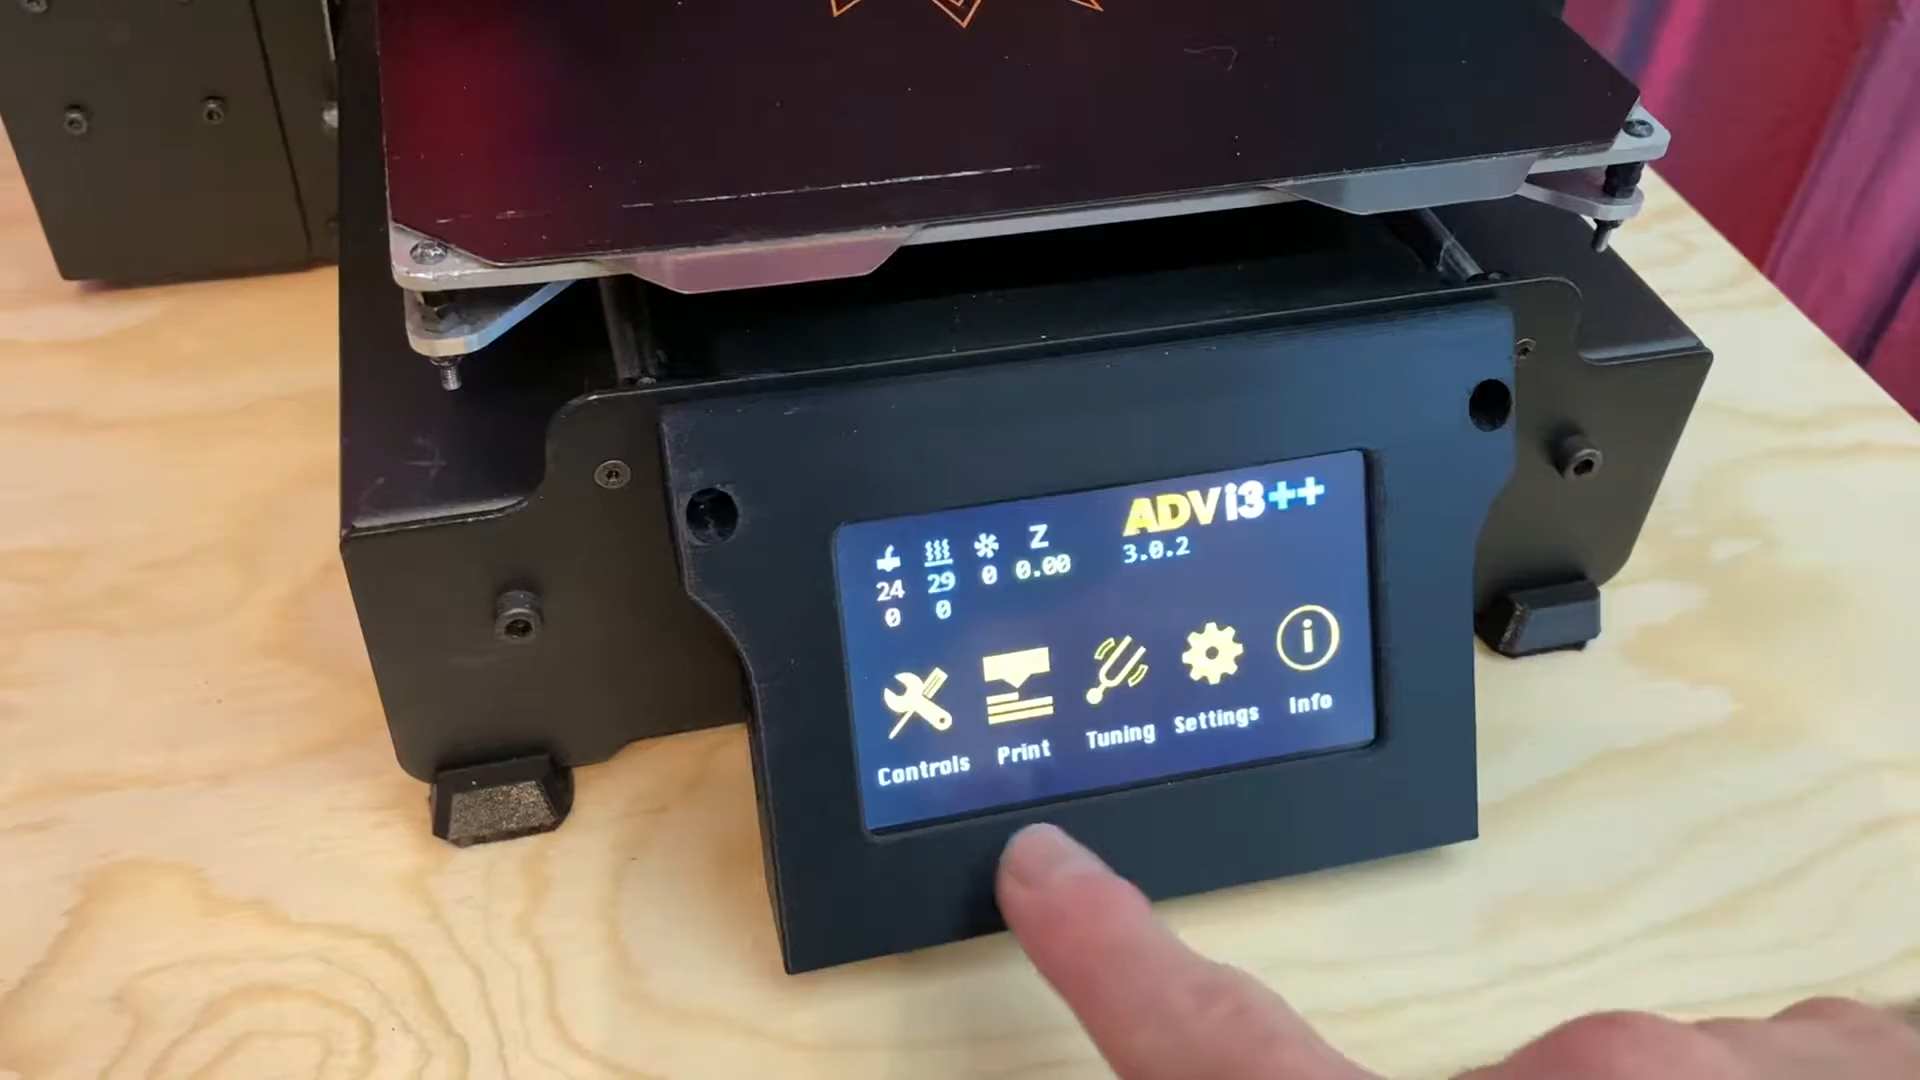 ADVi3++
3.0.2
Z
24 29 0 0.00
0 0
Controls Print Tuning Settings Info